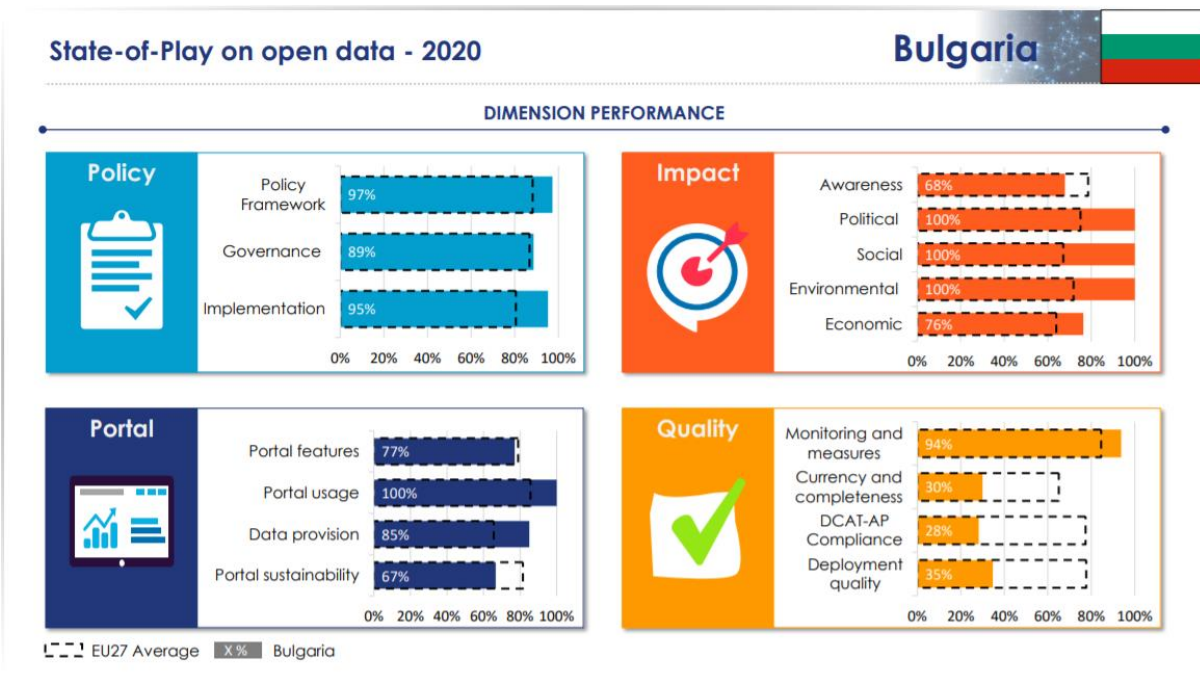 State-of-Play on open data - 2020
Bulgaria
DIMENSION PERFORMANCE
Policy
Policy
Framework
97%
Governance
89%
Implementation
95%
0% 20% 40% 60% 80% 100%
Impact
Awareness
68%
Political
100%
Social
100%
Environmental
100%
Economic
76%
0% 20% 40% 60% 80% 100%
Portal
Portal features
77%
Portal usage
100%
Data provision
85%
Portal sustainability
67%
0% 20% 40% 60% 80% 100%
Quality
Monitoring and
measures
94%
Currency and
completeness
30%
DCAT-AP
Compliance
28%
Deployment
quality
35%
0% 20% 40% 60% 80% 100%
EU27 Average
X %
Bulgaria